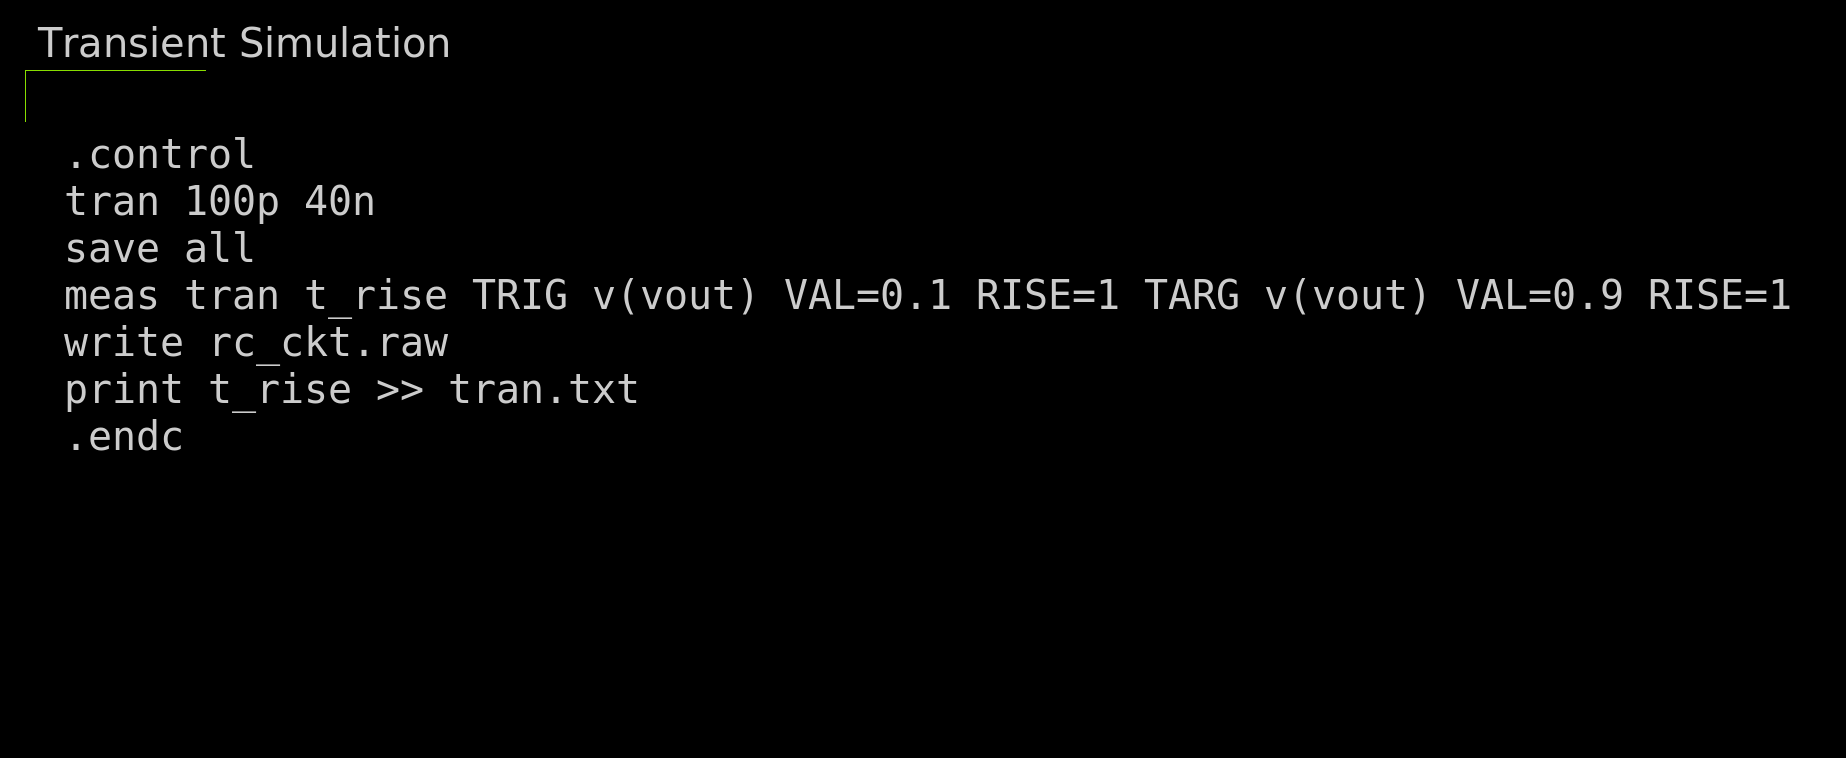 Transient Simulation
.control
tran 100p 40n
save all
meas tran t_rise TRIG v(vout) VAL=0.1 RISE=1 TARG v(vout) VAL=0.9 RISE=1
write rc_ckt.raw
print t_rise >> tran.txt
.endc